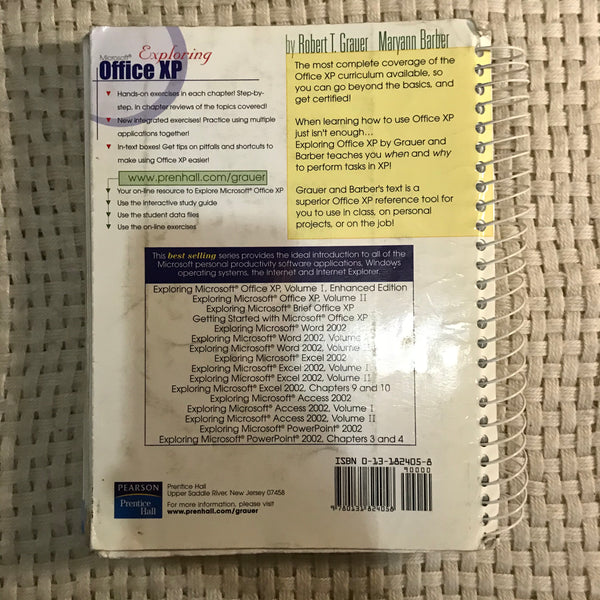 Exploring
Microsoft®
Office XP
Hands-on exercises in each chapter! Step-by-
step, in chapter reviews of the topics covered!
New integrated exercises! Practice using multiple
applications together!
In-text boxes! Get tips on pitfalls and shortcuts to
make using Office XP easier!
www.prenhall.com/grauer
Your on-line resource to Explore Microsoft® Office XP
Use the interactive study guide
Use the student data files
Use the on-line exercises
by Robert T. Grauer Maryann Barber
The most complete coverage of the
Office XP curriculum available, so
you can go beyond the basics, and
get certified!
When learning how to use Office XP
just isn't enough...
Exploring Office XP by Grauer and
Barber teaches you when and why
to perform tasks in XP!
Grauer and Barber's text is a
superior Office XP reference tool for
you to use in class, on personal
projects, or on the job!
This best selling series provides the ideal introduction to all of the
Microsoft personal productivity software applications, Windows
operating systems, the Internet and Internet Explorer.
Exploring Microsoft® Office XP, Volume I, Enhanced Edition
Exploring Microsoft® Office XP, Volume II
Exploring Microsoft® Brief Office XP
Getting Started with Microsoft® Office XP
Exploring Microsoft® Word 2002
Exploring Microsoft® Word 2002, Volume I
Exploring Microsoft® Word 2002, Volume II
Exploring Microsoft® Excel 2002
Exploring Microsoft® Excel 2002, Volume I
Exploring Microsoft® Excel 2002, Volume II
Exploring Microsoft® Excel 2002, Chapters 9 and 10
Exploring Microsoft® Access 2002
Exploring Microsoft® Access 2002, Volume I
Exploring Microsoft® Access 2002, Volume II
Exploring Microsoft® PowerPoint® 2002
Exploring Microsoft® PowerPoint® 2002, Chapters 3 and 4
PEARSON
Prentice
Hall
Prentice Hall
Upper Saddle River, New Jersey 07458
For more information, please visit
www.prenhall.com/grauer
ISBN 0-13-182405-8
90000
9 780131 824058